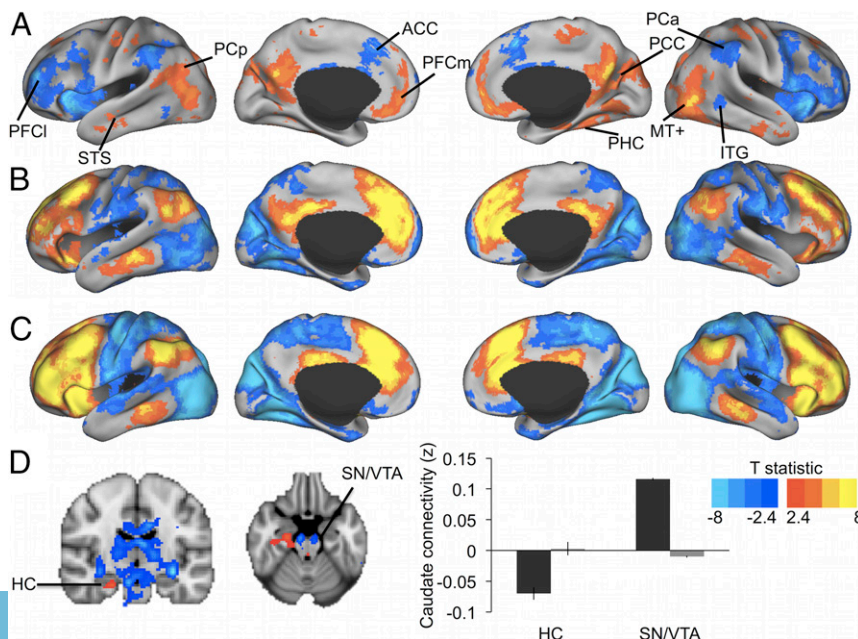 A
PCp
ACC
PFCm
PCa
PCC
PFCl
STS
PHC
MT+
ITG
B
C
D
HC
SN/VTA
Caudate connectivity (z)
0.15
0.1
0.05
0
-0.05
-0.1
HC
SN/VTA
T statistic
-8
-2.4
2.4
8